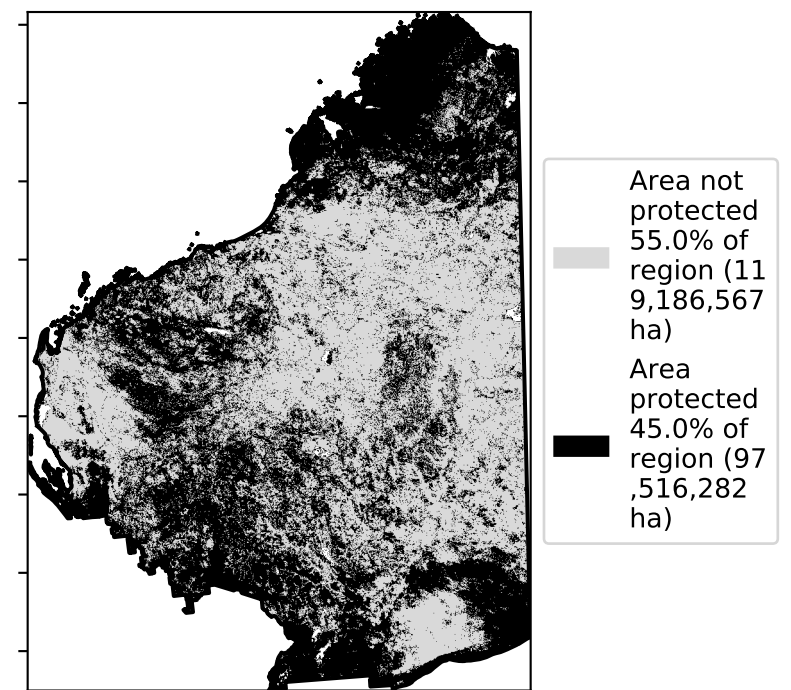 Area not
protected
55.0% of
region (11
9,186,567
ha)
Area
protected
45.0% of
region (97
,516,282
ha)